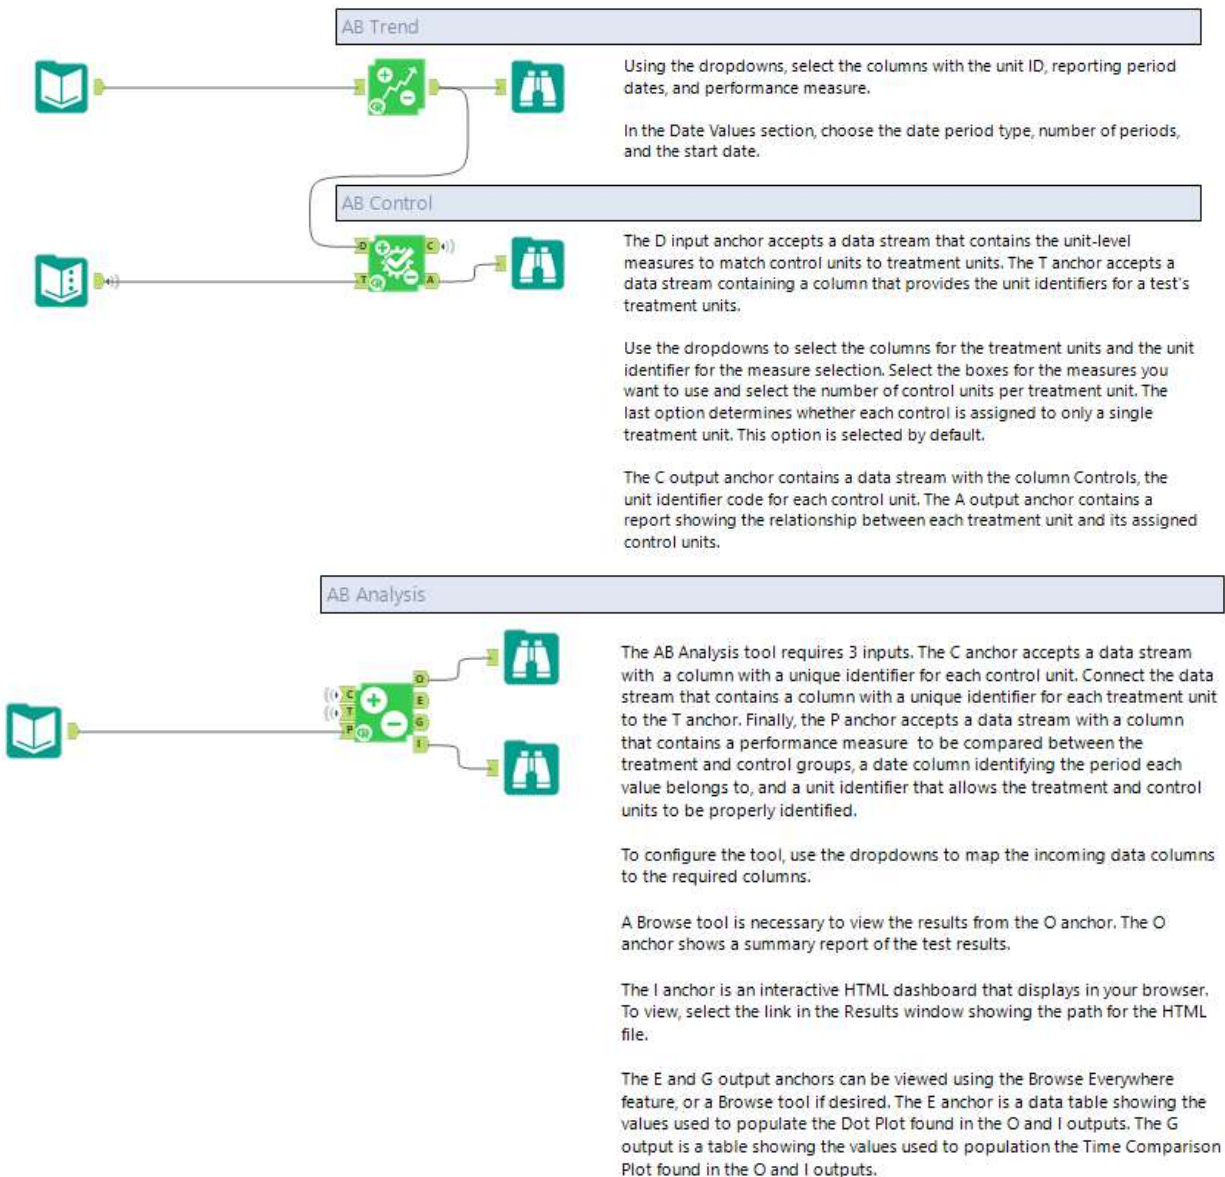 AB Trend
Using the dropdowns, select the columns with the unit ID, reporting period
dates, and performance measure.
In the Date Values section, choose the date period type, number of periods,
and the start date.
AB Control
D
C
T
A
The D input anchor accepts a data stream that contains the unit-level
measures to match control units to treatment units. The T anchor accepts a
data stream containing a column that provides the unit identifiers for a test's
treatment units.
Use the dropdowns to select the columns for the treatment units and the unit
identifier for the measure selection. Select the boxes for the measures you
want to use and select the number of control units per treatment unit. The
last option determines whether each control is assigned to only a single
treatment unit. This option is selected by default.
The C output anchor contains a data stream with the column Controls, the
unit identifier code for each control unit. The A output anchor contains a
report showing the relationship between each treatment unit and its assigned
control units.
AB Analysis
C
T
P
O
E
G
I
The AB Analysis tool requires 3 inputs. The C anchor accepts a data stream
with a column with a unique identifier for each control unit. Connect the data
stream that contains a column with a unique identifier for each treatment unit
to the T anchor. Finally, the P anchor accepts a data stream with a column
that contains a performance measure to be compared between the
treatment and control groups, a date column identifying the period each
value belongs to, and a unit identifier that allows the treatment and control
units to be properly identified.
To configure the tool, use the dropdowns to map the incoming data columns
to the required columns.
A Browse tool is necessary to view the results from the O anchor. The O
anchor shows a summary report of the test results.
The I anchor is an interactive HTML dashboard that displays in your browser.
To view, select the link in the Results window showing the path for the HTML
file.
The E and G output anchors can be viewed using the Browse Everywhere
feature, or a Browse tool if desired. The E anchor is a data table showing the
values used to populate the Dot Plot found in the O and I outputs. The G
output is a table showing the values used to population the Time Comparison
Plot found in the O and I outputs.